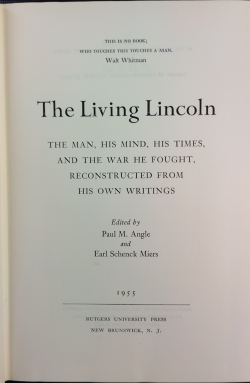 THIS IS NO BOOK;
WHO TOUCHES THIS TOUCHES A MAN.
Walt Whitman
The Living Lincoln
THE MAN, HIS MIND, HIS TIMES,
AND THE WAR HE FOUGHT,
RECONSTRUCTED FROM
HIS OWN WRITINGS
Edited by
Paul M. Angle
and
Earl Schenck Miers
1955
RUTGERS UNIVERSITY PRESS
NEW BRUNSWICK, N. J.